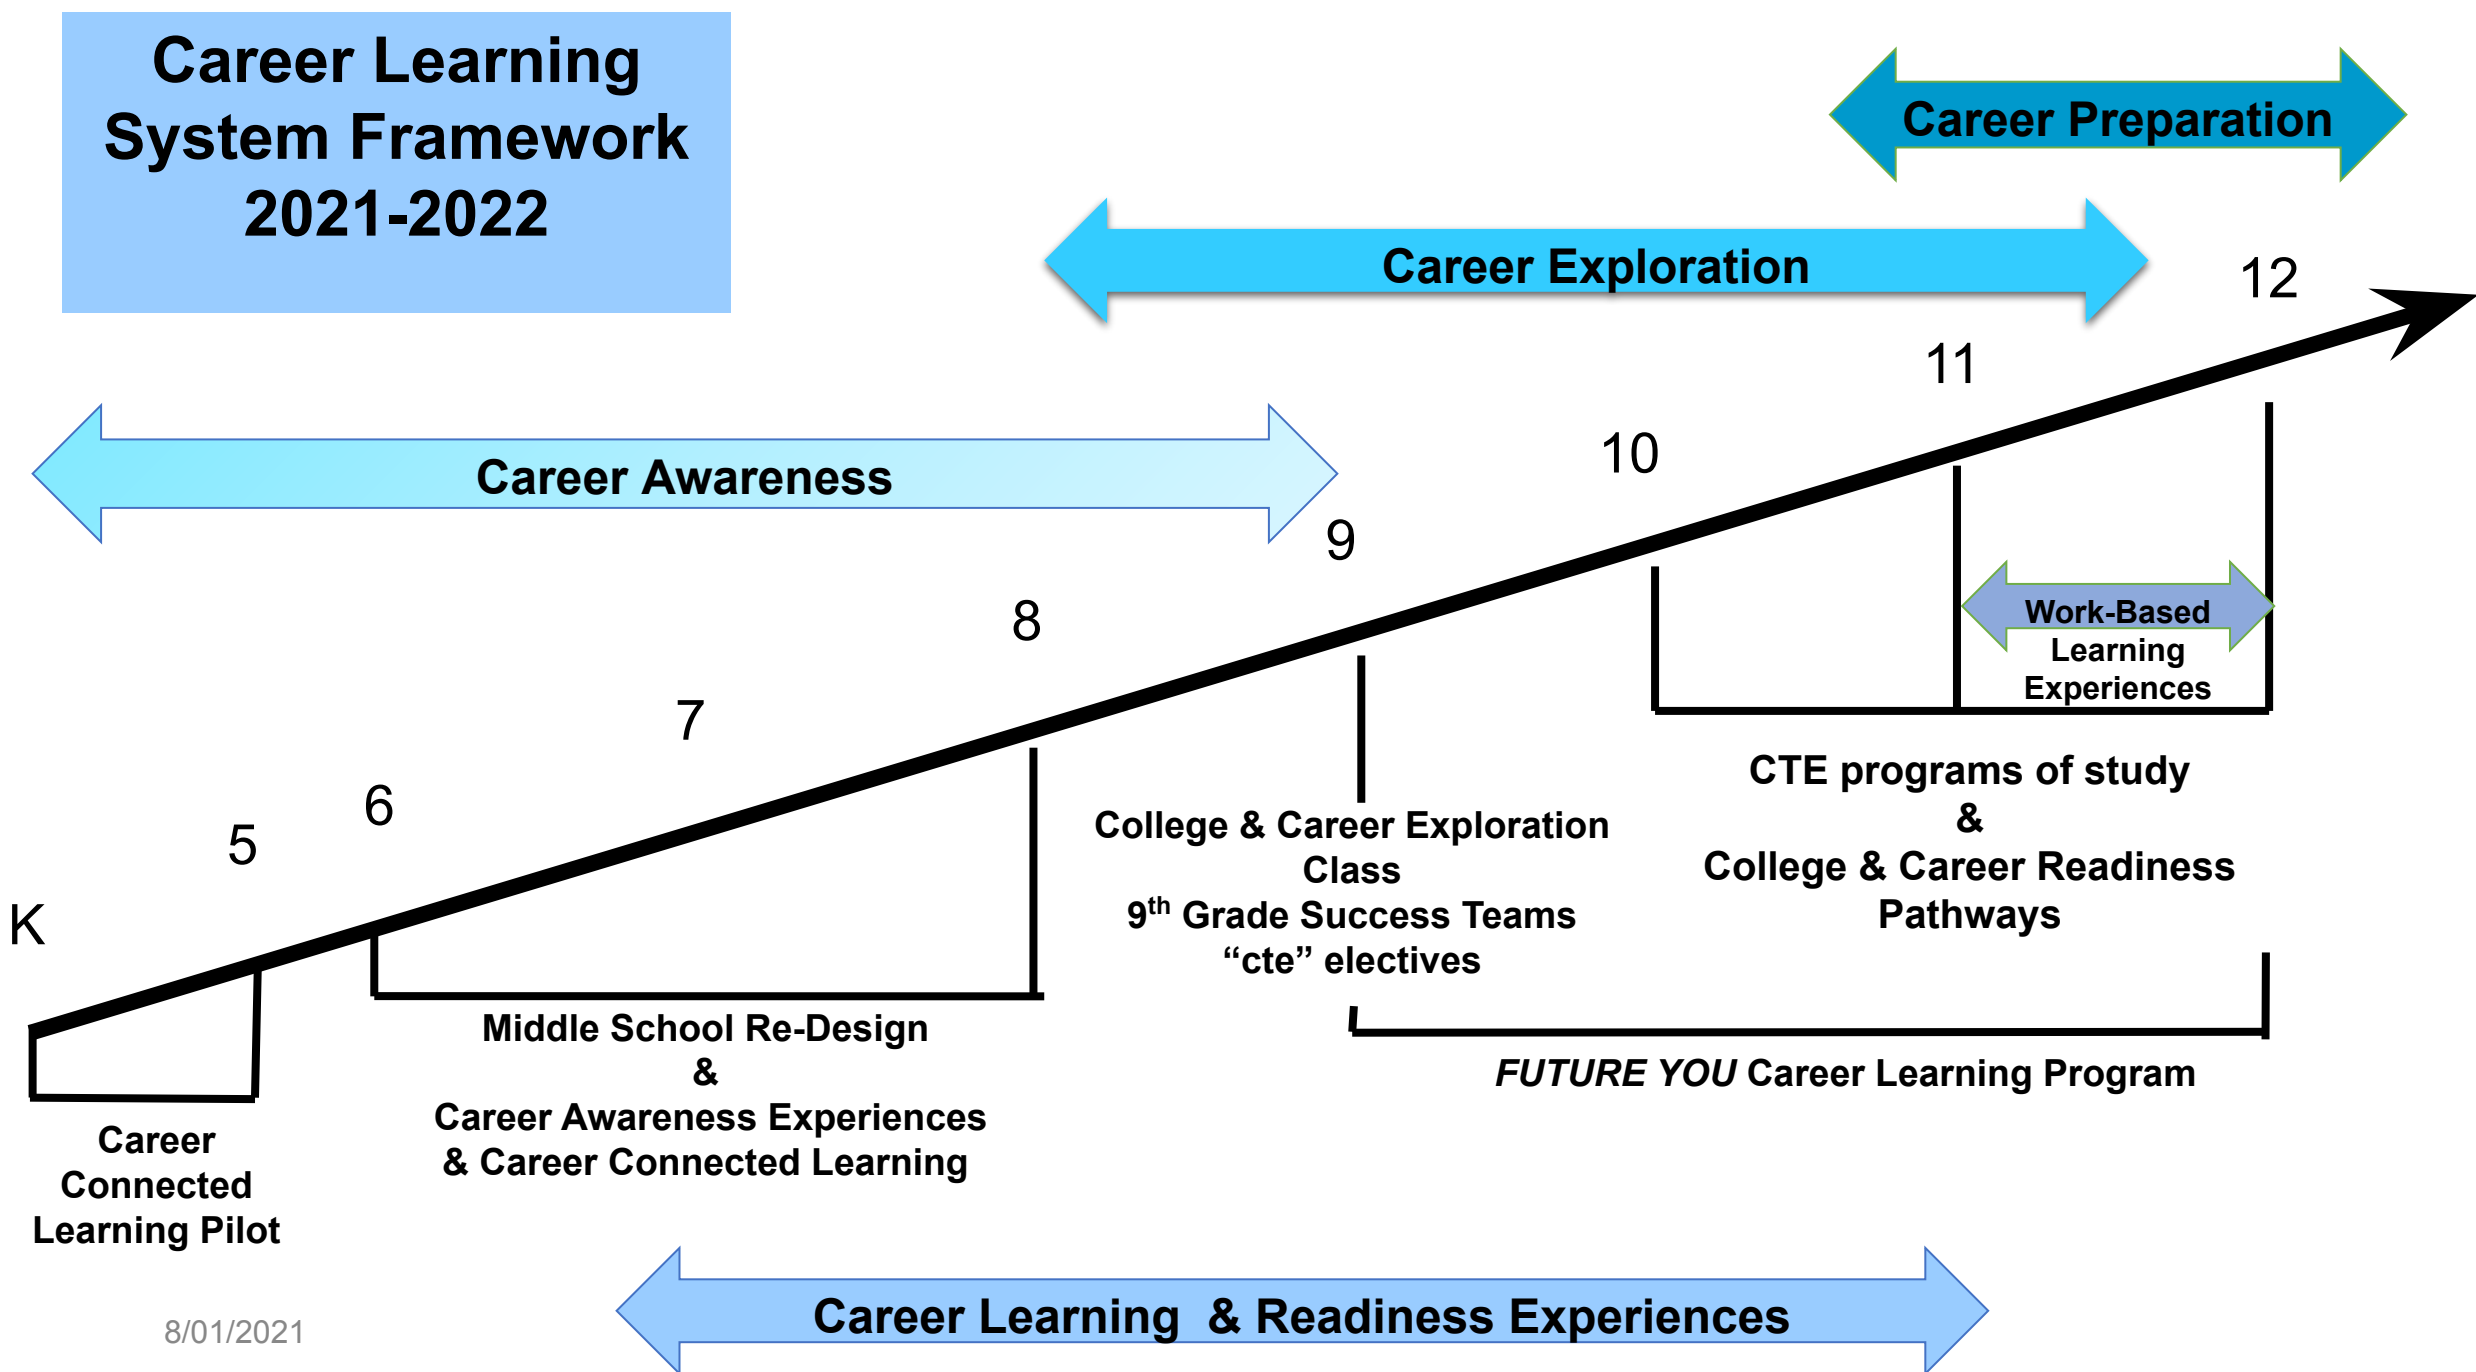 Career Learning
System Framework
2021-2022
Career Preparation
Career Exploration
12
11
Career Awareness
10
9
8
7
6
5
K
Work-Based
Learning
Experiences
CTE programs of study
&
College & Career Readiness
Pathways
College & Career Exploration
Class
9th Grade Success Teams
“cte” electives
Middle School Re-Design
&
Career Awareness Experiences
& Career Connected Learning
FUTURE YOU Career Learning Program
Career
Connected
Learning Pilot
Career Learning & Readiness Experiences
8/01/2021